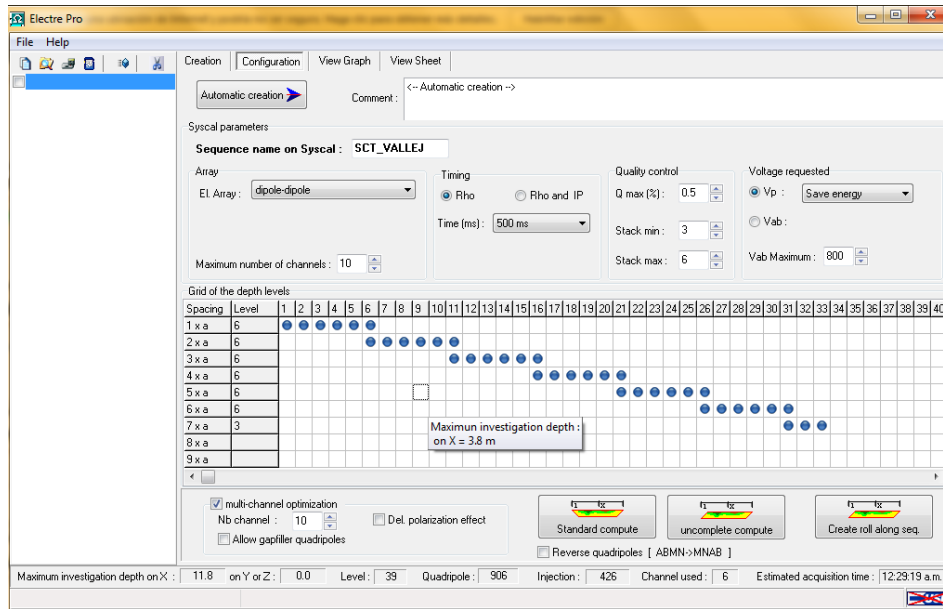 Electre Pro
File Help
Creation Configuration View Graph View Sheet
Automatic creation
Comment :
<-- Automatic creation -->
Syscal parameters
Sequence name on Syscal : SCT_VALLEJ
Array
El. Array : dipole-dipole
Maximum number of channels : 10
Timing
Rho Rho and IP
Time (ms) : 500 ms
Quality control
Q max (%) : 0.5
Stack min : 3
Stack max : 6
Voltage requested
Vp : Save energy
Vab :
Vab Maximum : 800
Grid of the depth levels
Spacing Level 1 2 3 4 5 6 7 8 9 10 11 12 13 14 15 16 17 18 19 20 21 22 23 24 25 26 27 28 29 30 31 32 33 34 35 36 37 38 39 40
1 x a 6
2 x a 6
3 x a 6
4 x a 6
5 x a 6
6 x a 6
7 x a 3
8 x a
9 x a
Maximun investigation depth :
on X = 3.8 m
multi-channel optimization
Nb channel : 10
Del. polarization effect
Allow gapfiller quadripoles
Standard compute
uncomplete compute
Create roll along seq.
Reverse quadripoles [ ABMN->MNAB ]
Maximum investigation depth on X : 11.8 on Y or Z : 0.0 Level : 39 Quadripole : 906 Injection : 426 Channel used : 6 Estimated acquisition time : 12:29:19 a.m.